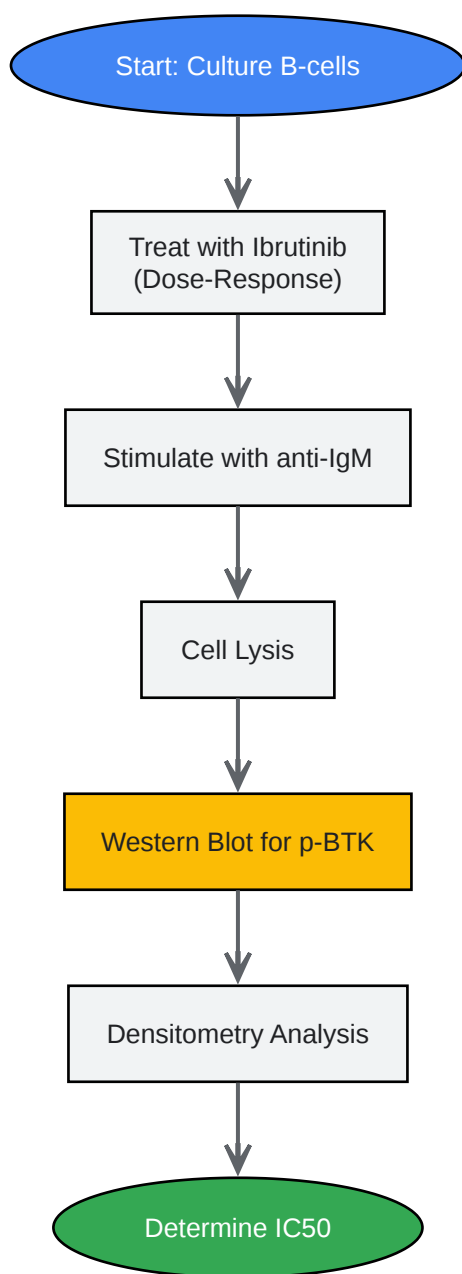 Start: Culture B-cells
Treat with Ibrutinib
(Dose-Response)
Stimulate with anti-IgM
Cell Lysis
Western Blot for p-BTK
Densitometry Analysis
Determine IC50